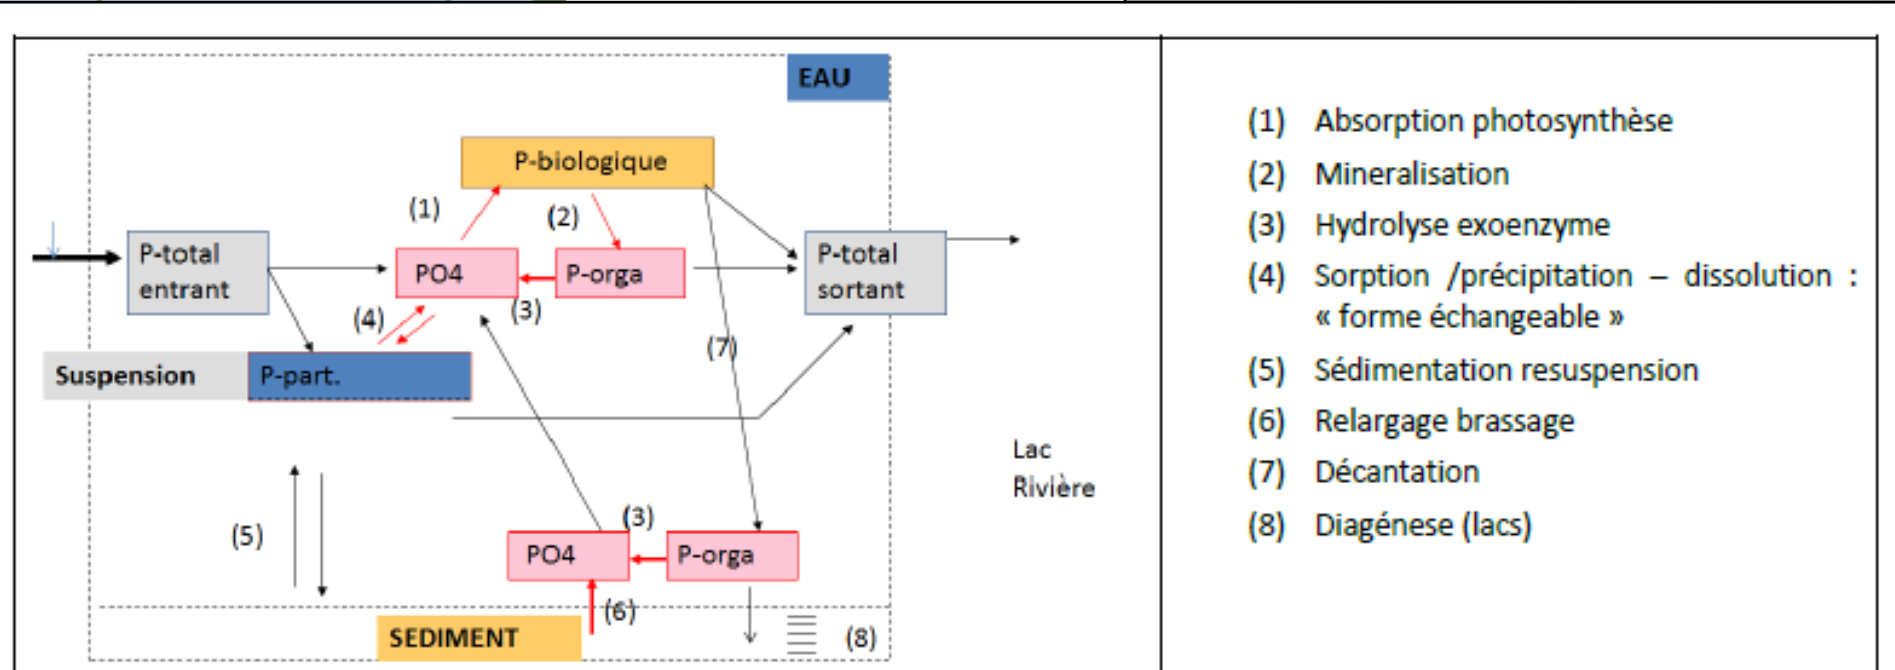 EAU
P-biologique
(1)
(2)
P-total
entrant
PO4
P-orga
P-total
sortant
(3)
(4)
(7)
Suspension
P-part.
Lac
Rivière
(5)
(3)
PO4
P-orga
(6)
SEDIMENT
(8)
(1) Absorption photosynthèse
(2) Mineralisation
(3) Hydrolyse exoenzyme
(4) Sorption /précipitation – dissolution :
« forme échangeable »
(5) Sédimentation resuspension
(6) Relargage brassage
(7) Décantation
(8) Diagénese (lacs)